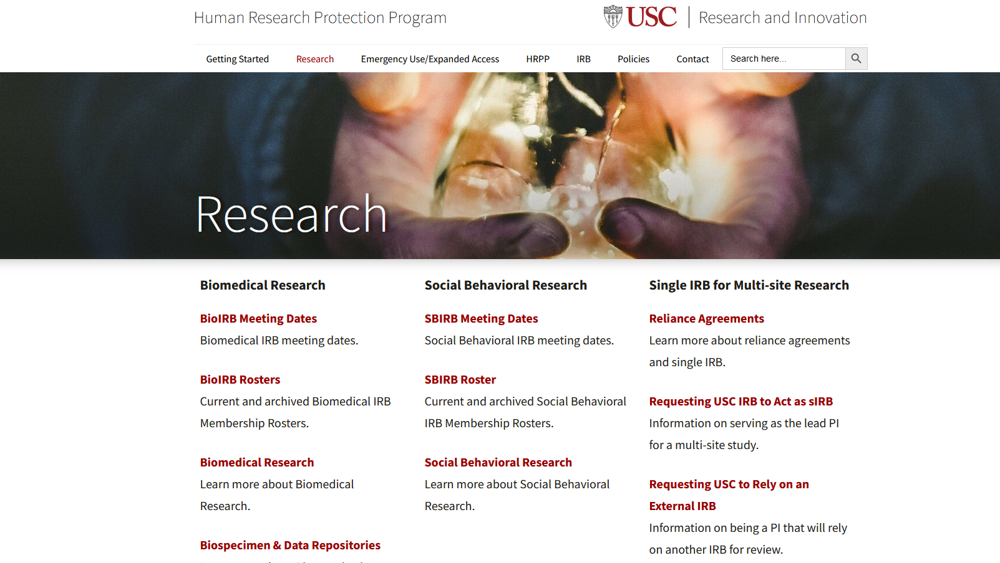 Human Research Protection Program
USC
Research and Innovation
Getting Started
Research
Emergency Use/Expanded Access
HRPP
IRB
Policies
Contact
Search here...
Research
Biomedical Research
BioIRB Meeting Dates
Biomedical IRB meeting dates.
BioIRB Rosters
Current and archived Biomedical IRB
Membership Rosters.
Biomedical Research
Learn more about Biomedical
Research.
Biospecimen & Data Repositories
Social Behavioral Research
SBIRB Meeting Dates
Social Behavioral IRB meeting dates.
SBIRB Roster
Current and archived Social Behavioral
IRB Membership Rosters.
Social Behavioral Research
Learn more about Social Behavioral
Research.
Single IRB for Multi-site Research
Reliance Agreements
Learn more about reliance agreements
and single IRB.
Requesting USC IRB to Act as sIRB
Information on serving as the lead PI
for a multi-site study.
Requesting USC to Rely on an
External IRB
Information on being a PI that will rely
on another IRB for review.